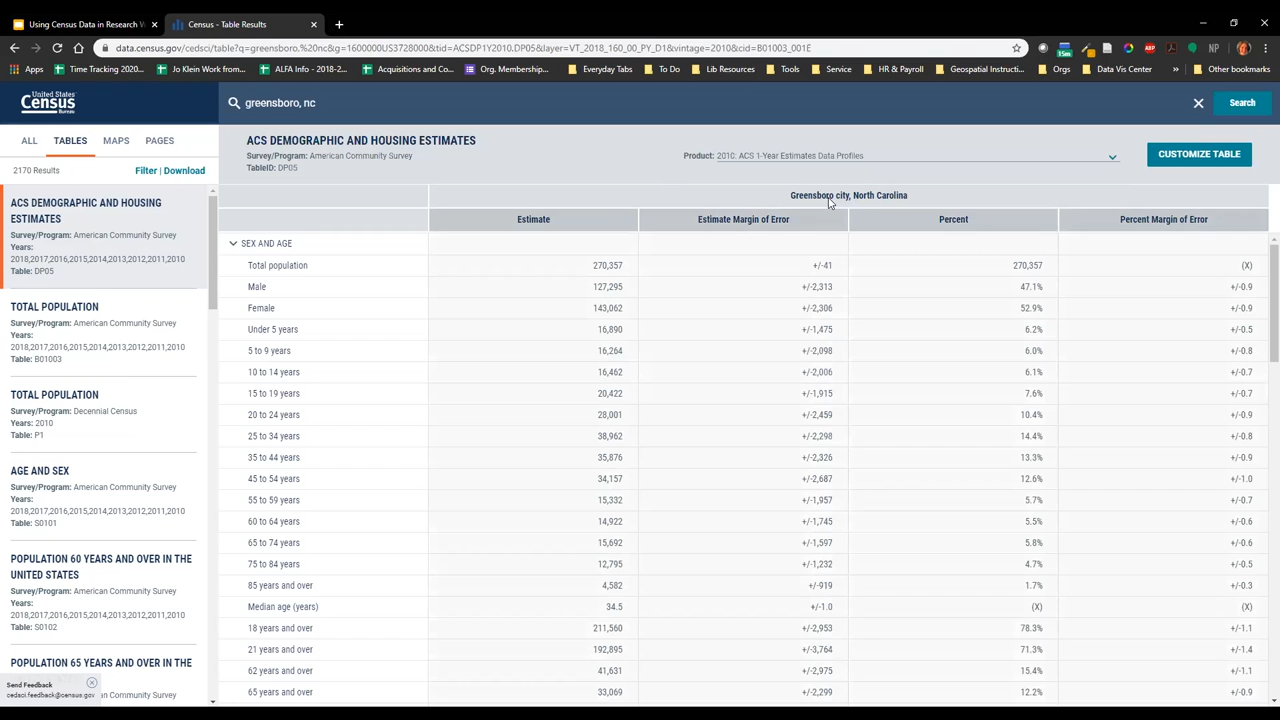 Using Census Data in Research W
Census - Table Results
data.census.gov/cedsci/table?q=greensboro.%20nc&g=1600000US3728000&tid=ACSDP1Y2010.DP05&layer=VT_2018_160_00_PY_D1&vintage=2010&cid=B01003_001E
15m
ABP
NP
Apps
Time Tracking 2020...
Jo Klein Work from...
ALFA Info - 2018-2...
Acquisitions and Co...
Org. Membership...
Everyday Tabs
To Do
Lib Resources
Tools
Service
HR & Payroll
Geospatial Instructi...
Orgs
Data Vis Center
»
Other bookmarks
United States®
Census
Bureau
greensboro, nc
Search
ALL TABLES MAPS PAGES
2170 Results
Filter | Download
ACS DEMOGRAPHIC AND HOUSING
ESTIMATES
Survey/Program: American Community Survey
Years:
2018,2017,2016,2015,2014,2013,2012,2011,2010
Table: DP05
TOTAL POPULATION
Survey/Program: American Community Survey
Years:
2018,2017,2016,2015,2014,2013,2012,2011,2010
Table: B01003
TOTAL POPULATION
Survey/Program: Decennial Census
Years: 2010
Table: P1
AGE AND SEX
Survey/Program: American Community Survey
Years:
2018,2017,2016,2015,2014,2013,2012,2011,2010
Table: S0101
POPULATION 60 YEARS AND OVER IN THE
UNITED STATES
Survey/Program: American Community Survey
Years:
2018,2017,2016,2015,2014,2013,2012,2011,2010
Table: S0102
POPULATION 65 YEARS AND OVER IN THE
Send Feedback
cedsci.feedback@census.gov
American Community Survey
ACS DEMOGRAPHIC AND HOUSING ESTIMATES
Survey/Program: American Community Survey
TableID: DP05
Product: 2010: ACS 1-Year Estimates Data Profiles
CUSTOMIZE TABLE
Greensboro city, North Carolina
Estimate Estimate Margin of Error Percent Percent Margin of Error
SEX AND AGE
Total population 270,357 +/-41 270,357 (X)
Male 127,295 +/-2,313 47.1% +/-0.9
Female 143,062 +/-2,306 52.9% +/-0.9
Under 5 years 16,890 +/-1,475 6.2% +/-0.5
5 to 9 years 16,264 +/-2,098 6.0% +/-0.8
10 to 14 years 16,462 +/-2,006 6.1% +/-0.7
15 to 19 years 20,422 +/-1,915 7.6% +/-0.7
20 to 24 years 28,001 +/-2,459 10.4% +/-0.9
25 to 34 years 38,962 +/-2,298 14.4% +/-0.8
35 to 44 years 35,876 +/-2,326 13.3% +/-0.9
45 to 54 years 34,157 +/-2,687 12.6% +/-1.0
55 to 59 years 15,332 +/-1,957 5.7% +/-0.7
60 to 64 years 14,922 +/-1,745 5.5% +/-0.6
65 to 74 years 15,692 +/-1,597 5.8% +/-0.6
75 to 84 years 12,795 +/-1,232 4.7% +/-0.5
85 years and over 4,582 +/-919 1.7% +/-0.3
Median age (years) 34.5 +/-1.0 (X) (X)
18 years and over 211,560 +/-2,953 78.3% +/-1.1
21 years and over 192,895 +/-3,764 71.3% +/-1.4
62 years and over 41,631 +/-2,975 15.4% +/-1.1
65 years and over 33,069 +/-2,299 12.2% +/-0.9